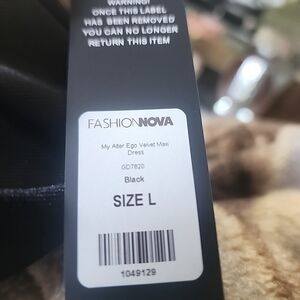 WARNING!
ONCE THIS LABEL
HAS BEEN REMOVED
YOU CAN NO LONGER
RETURN THIS ITEM
FASHIONNOVA
My Alter Ego Velvet Maxi
Dress
GD7820
Black
SIZE L
1049129